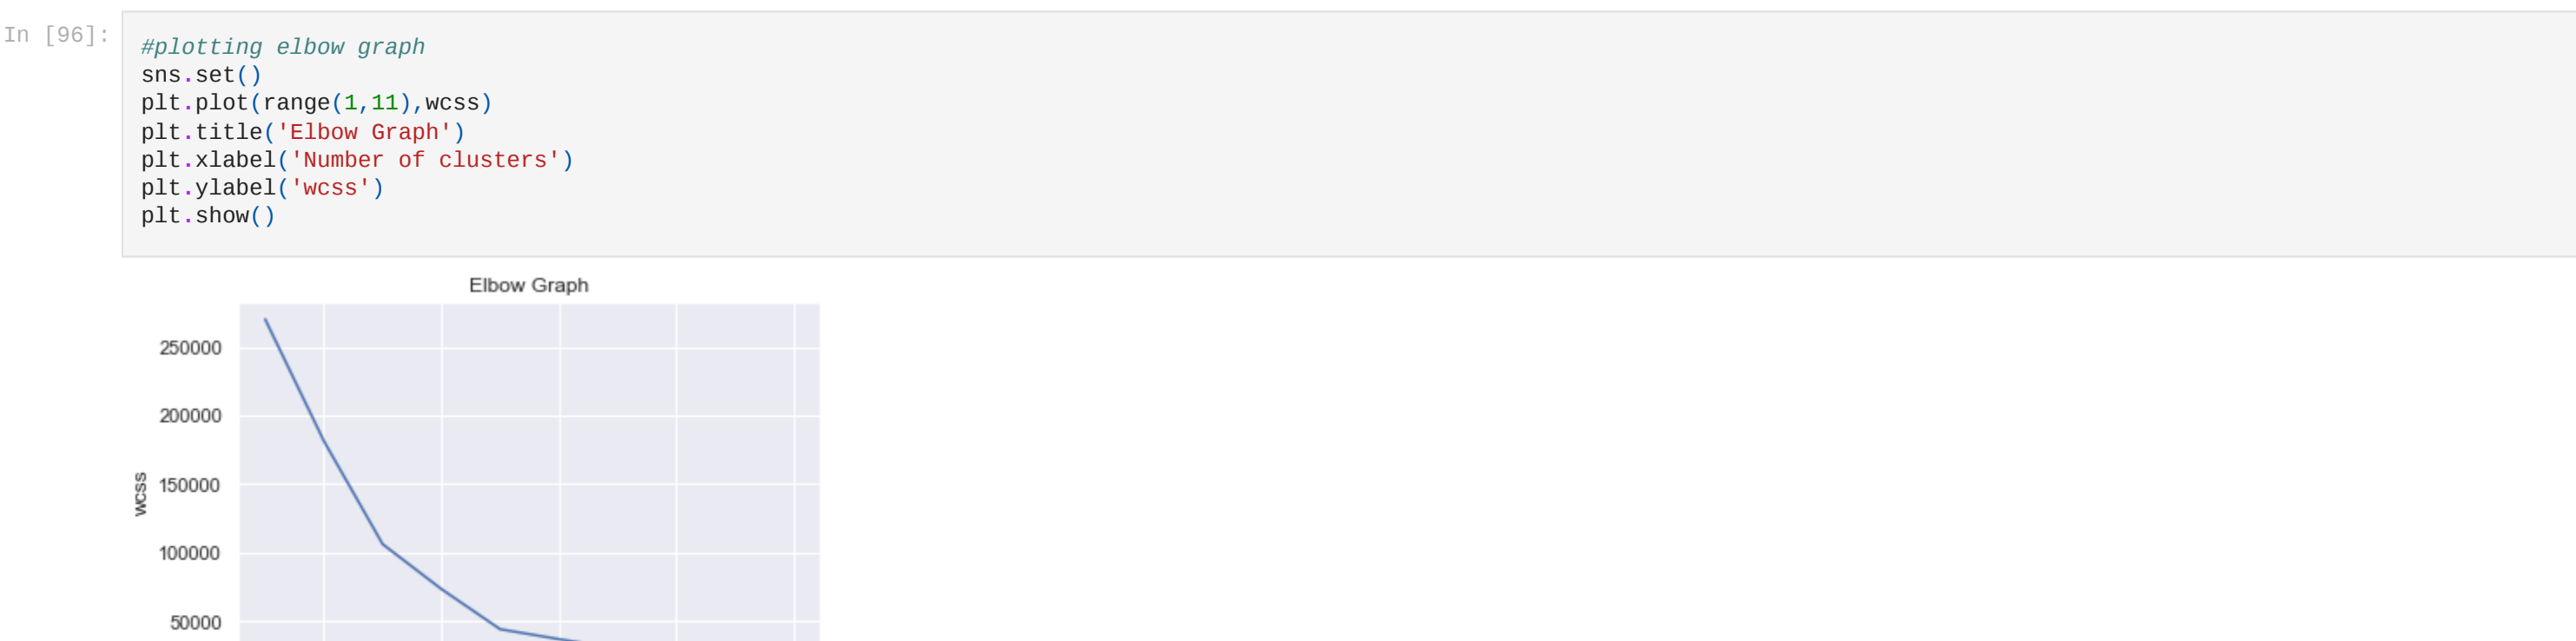 In [96]:
#plotting elbow graph
sns.set()
plt.plot(range(1,11),wcss)
plt.title('Elbow Graph')
plt.xlabel('Number of clusters')
plt.ylabel('wcss')
plt.show()
Elbow Graph
250000
200000
150000
wcss
100000
50000